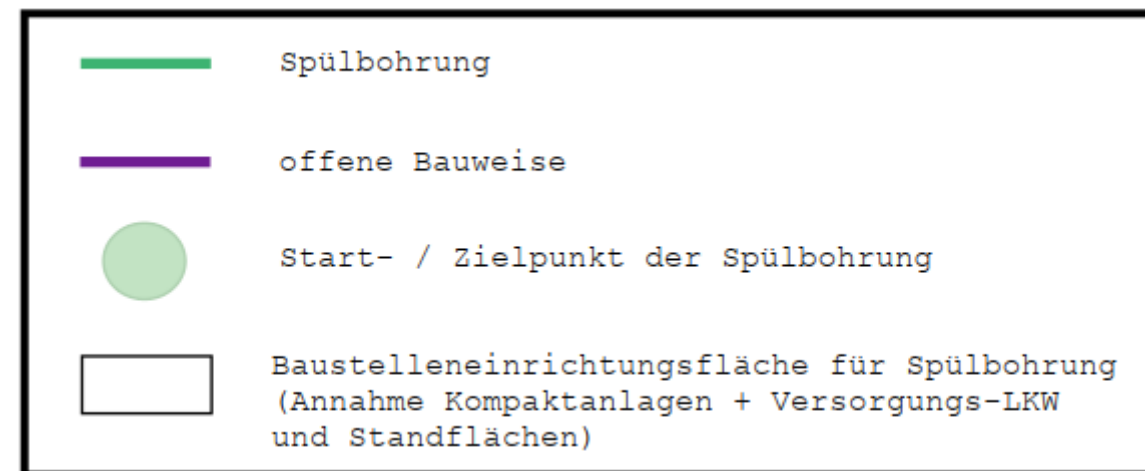 Spülbohrung
offene Bauweise
Start- / Zielpunkt der Spülbohrung
Baustelleneinrichtungsfläche für Spülbohrung
(Annahme Kompaktanlagen + Versorgungs-LKW
und Standflächen)